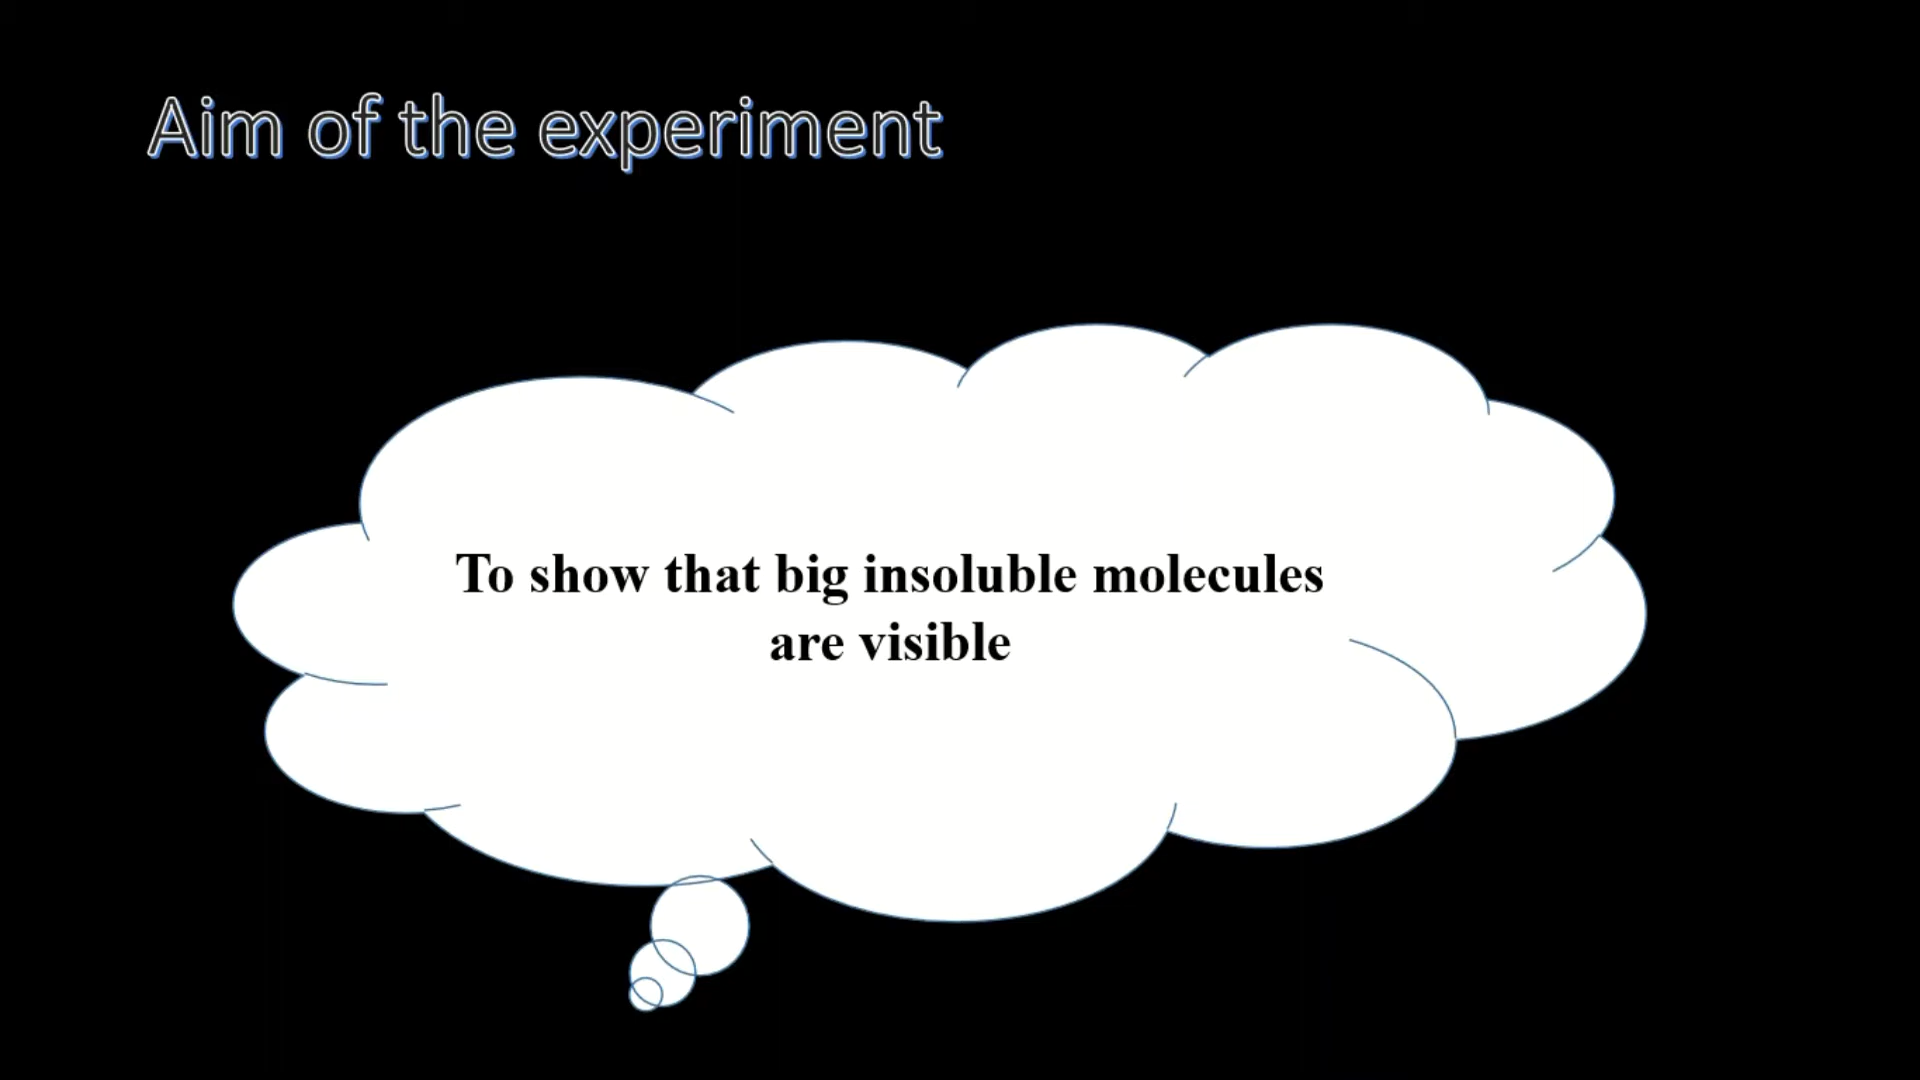 Aim of the experiment
To show that big insoluble molecules
are visible